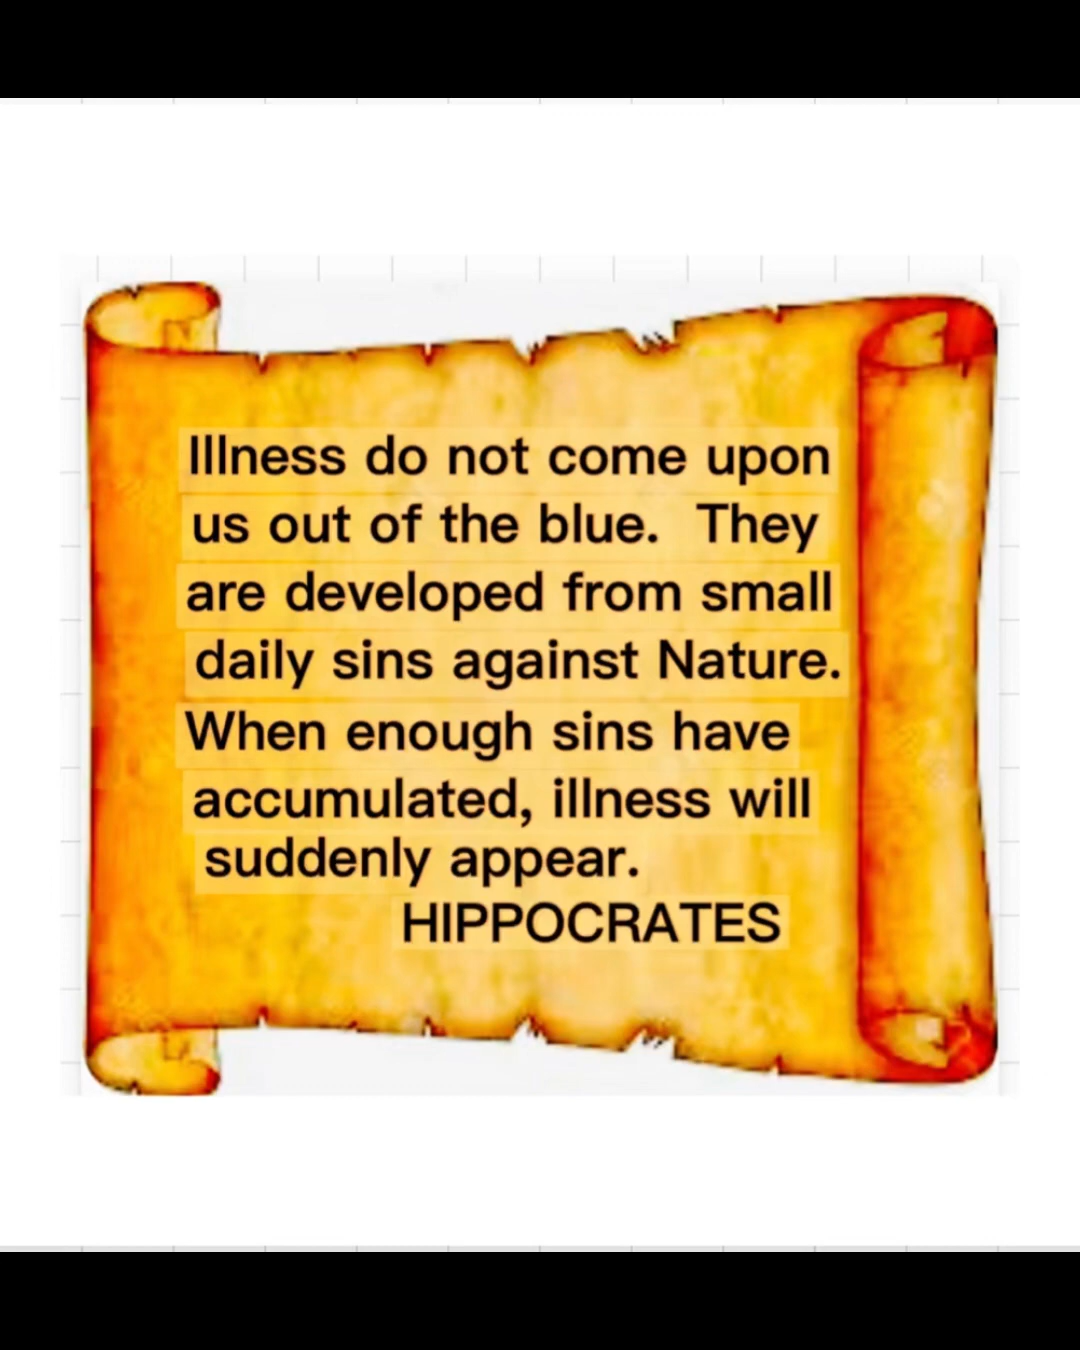 Illness do not come upon
us out of the blue. They
are developed from small
daily sins against Nature.
When enough sins have
accumulated, illness will
suddenly appear.
HIPPOCRATES